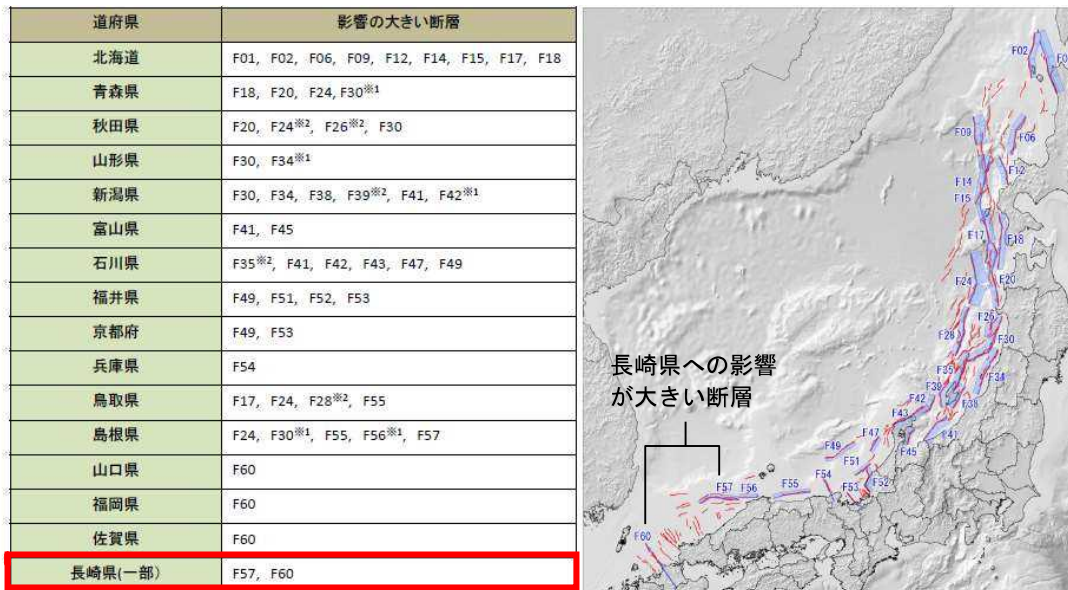 道府県 影響の大きい断層
北海道 F01, F02, F06, F09, F12, F14, F15, F17, F18
青森県 F18, F20, F24, F30※1
秋田県 F20, F24※2, F26※2, F30
山形県 F30, F34※1
新潟県 F30, F34, F38, F39※2, F41, F42※1
富山県 F41, F45
石川県 F35※2, F41, F42, F43, F47, F49
福井県 F49, F51, F52, F53
京都府 F49, F53
兵庫県 F54
鳥取県 F17, F24, F28※2, F55
島根県 F24, F30※1, F55, F56※1, F57
山口県 F60
福岡県 F60
佐賀県 F60
長崎県(一部) F57, F60
F02
F0
F09
F06
F14
F12
F15
F17
F18
F24
F20
F26
F28
F30
長崎県への影響
が大きい断層
F35
F34
F39
F38
F42
F43
F41
F47
F45
F49
F51
F54
F52
F53
F57
F56
F55
F60